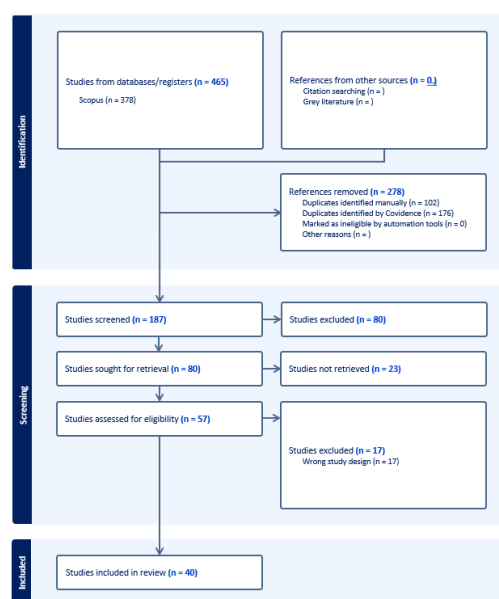 Identification
Studies from databases/registers (n = 465)
Scopus (n = 378)
References from other sources (n = 0 )
Citation searching (n = )
Grey literature (n = )
References removed (n = 278)
Duplicates identified manually (n = 102)
Duplicates identified by Covidence (n = 176)
Marked as ineligible by automation tools (n = 0)
Other reasons (n = )
Screening
Studies screened (n = 187)
Studies excluded (n = 80)
Studies sought for retrieval (n = 80)
Studies not retrieved (n = 23)
Studies assessed for eligibility (n = 57)
Studies excluded (n = 17)
Wrong study design (n = 17)
Included
Studies included in review (n = 40)